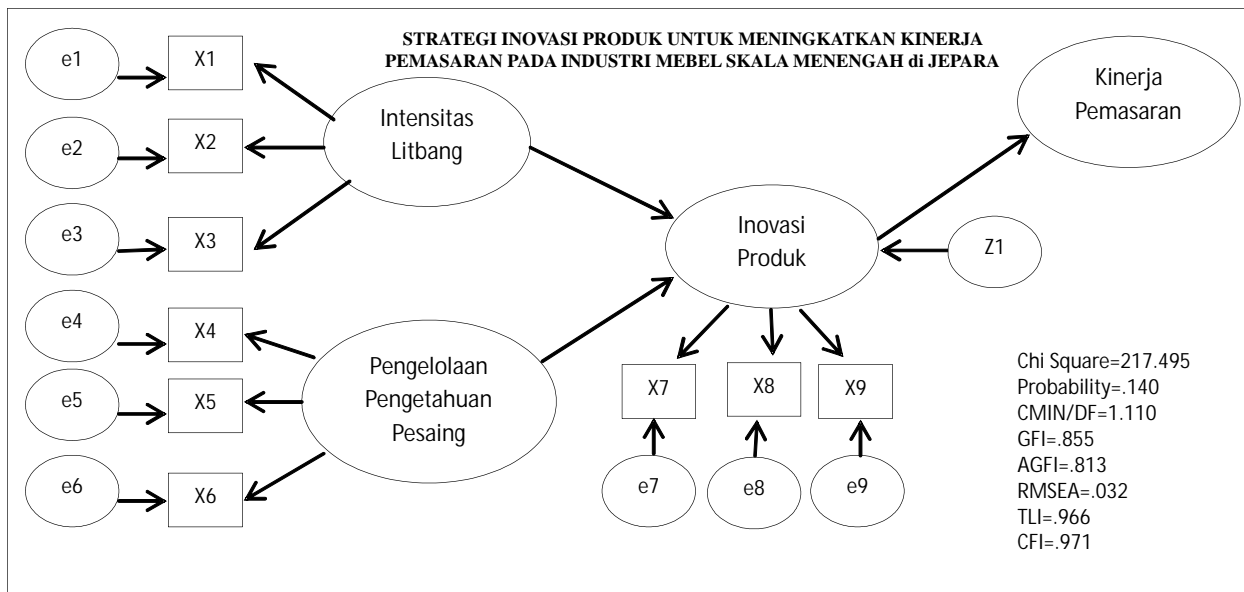 STRATEGI INOVASI PRODUK UNTUK MENINGKATKAN KINERJA
PEMASARAN PADA INDUSTRI MEBEL SKALA MENENGAH di JEPARA
e1
X1
e2
X2
e3
X3
e4
X4
e5
X5
e6
X6
Intensitas
Litbang
Pengelolaan
Pengetahuan
Pesaing
Inovasi
Produk
Kinerja
Pemasaran
Z1
X7
X8
X9
e7
e8
e9
Chi Square=217.495
Probability=.140
CMIN/DF=1.110
GFI=.855
AGFI=.813
RMSEA=.032
TLI=.966
CFI=.971